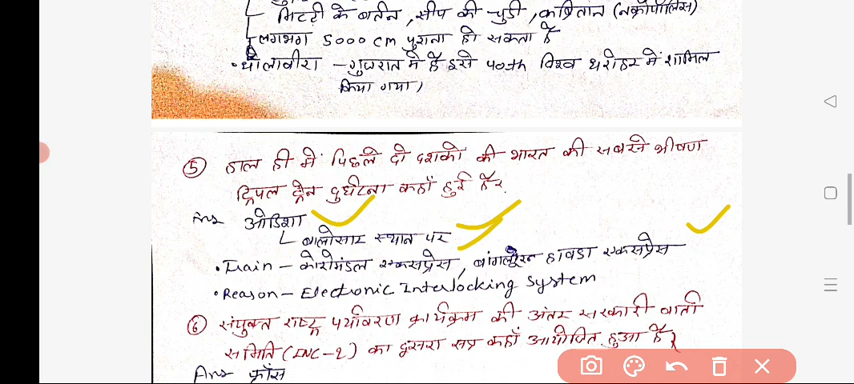 मिट्टी के बर्तन, सीप की चुडी, कब्रितान (नक्रोपोलिस)
लगभग 5000 cm पुराना हो सकता है
• धोलावीरा – गुजरात में हैं इसे 40th विश्व धरोहर में शामिल
किया गया,
⑤ हाल ही में पिछले दो दशको की भारत की सबसे भीषण
ट्रिपल ट्रेन दुर्घटना कहाँ हुई है?
Ans ओडिशा
बालोसार स्थान पर
• Train – कोरोमंडल एक्सप्रेस, बांगलूरू हावडा एक्सप्रेस
• Reason – Electronic Interlocking System
⑥ संयुक्त राष्ट्र पर्यावरण कार्यक्रम की अंतर सरकारी वार्ता
समिति (INC-2) का दूसरा सत्र कहाँ आयोजित हुआ है?
Ans फ्रांस